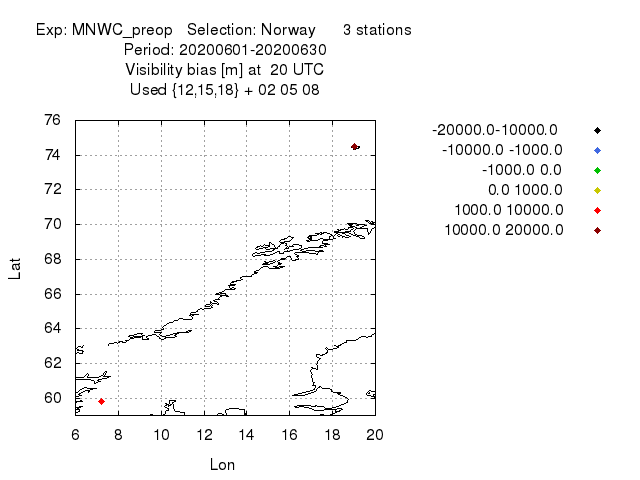 Exp: MNWC_preop Selection: Norway 3 stations
Period: 20200601-20200630
Visibility bias [m] at 20 UTC
Used {12,15,18} + 02 05 08
76
74
72
70
68
66
64
62
60
6 8 10 12 14 16 18 20
Lat
Lon
-20000.0-10000.0
-10000.0 -1000.0
-1000.0 0.0
0.0 1000.0
1000.0 10000.0
10000.0 20000.0